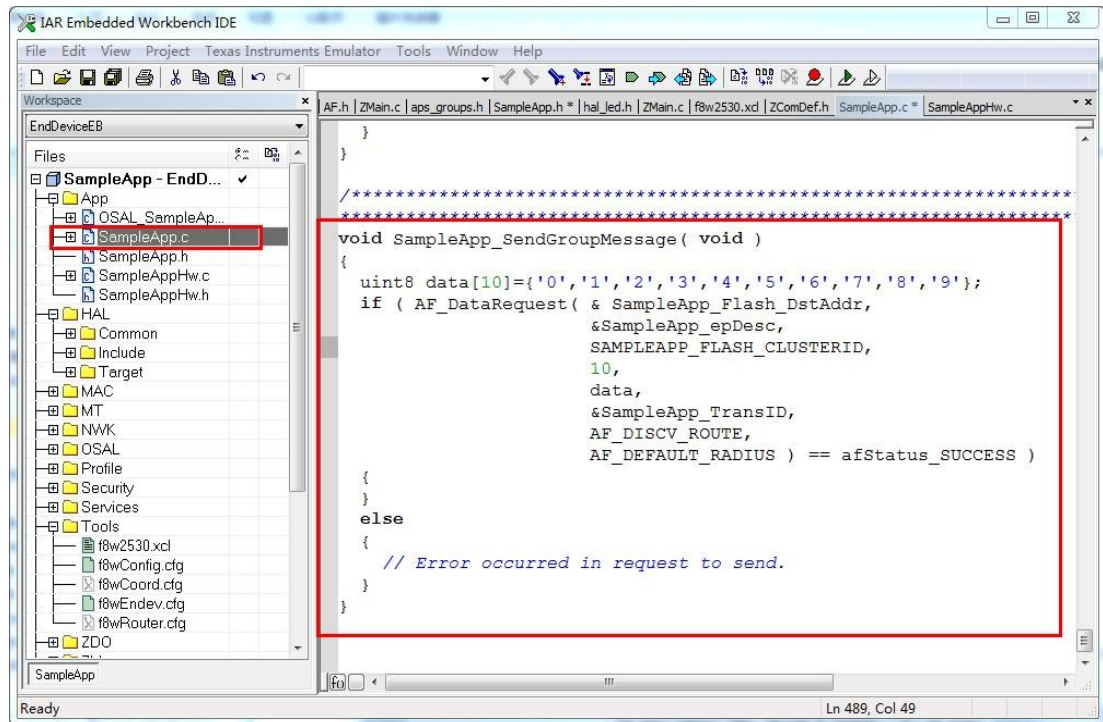 IAR Embedded Workbench IDE
File Edit View Project Texas Instruments Emulator Tools Window Help
Workspace
AF.h | ZMain.c | aps_groups.h | SampleApp.h * | hal_led.h | ZMain.c | f8w2530.xcl | ZComDef.h SampleApp.c * SampleAppHw.c
EndDeviceEB
Files
SampleApp - EndD...
App
OSAL_SampleAp...
SampleApp.c
SampleApp.h
SampleAppHw.c
SampleAppHw.h
HAL
Common
Include
Target
MAC
MT
NWK
OSAL
Profile
Security
Services
Tools
f8w2530.xcl
f8wConfig.cfg
f8wCoord.cfg
f8wEndev.cfg
f8wRouter.cfg
ZDO
SampleApp
}
}
/*********************************************************************
*********************************************************************
void SampleApp_SendGroupMessage( void )
{
uint8 data[10]={'0','1','2','3','4','5','6','7','8','9'};
if ( AF_DataRequest( & SampleApp_Flash_DstAddr,
&SampleApp_epDesc,
SAMPLEAPP_FLASH_CLUSTERID,
10,
data,
&SampleApp_TransID,
AF_DISCV_ROUTE,
AF_DEFAULT_RADIUS ) == afStatus_SUCCESS )
{
}
else
{
// Error occurred in request to send.
}
}
Ready
Ln 489, Col 49